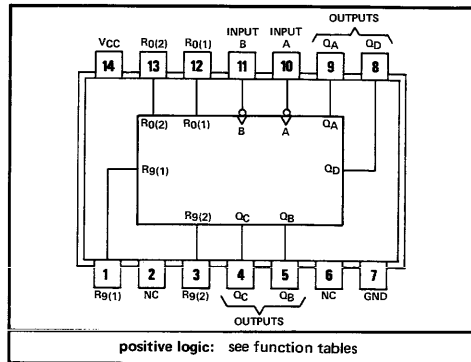 OUTPUTS
VCC R0(2) R0(1) INPUT B INPUT A QA QD
14 13 12 11 10 9 8
R0(2) R0(1) B A QA
R9(1) QD
R9(2) QC QB
1 2 3 4 5 6 7
R9(1) NC R9(2) QC QB NC GND
OUTPUTS
positive logic: see function tables